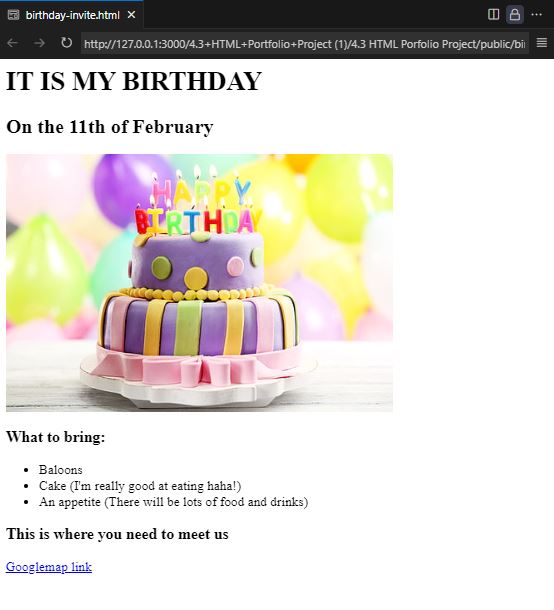 birthday-invite.html
http://127.0.0.1:3000/4.3+HTML+Portfolio+Project (1)/4.3 HTML Porfolio Project/public/bi
IT IS MY BIRTHDAY
On the 11th of February
HAPPY
BIRTHDAY
What to bring:
Baloons
Cake (I'm really good at eating haha!)
An appetite (There will be lots of food and drinks)
This is where you need to meet us
Googlemap link